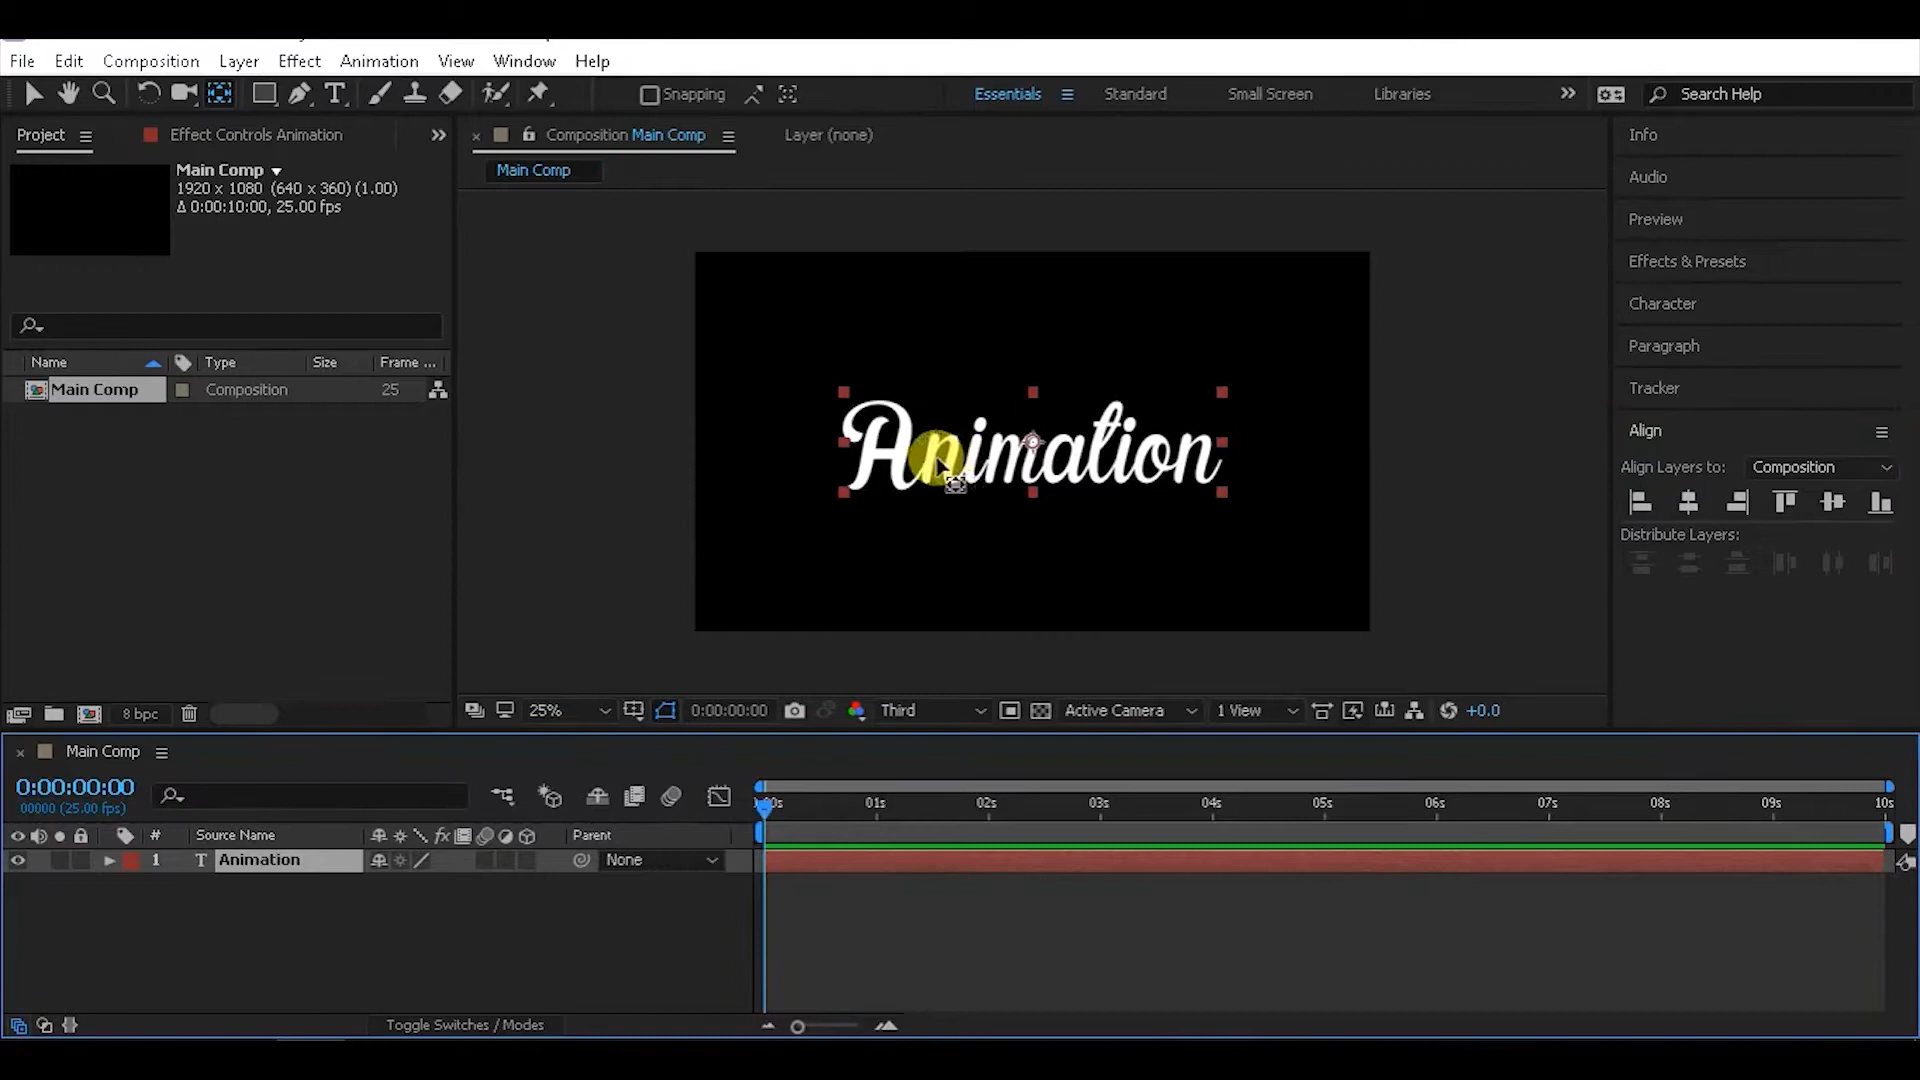 File Edit Composition Layer Effect Animation View Window Help
Snapping Essentials Standard Small Screen Libraries Search Help
Project Effect Controls Animation
Composition Main Comp Layer (none)
Main Comp
Main Comp
1920 x 1080 (640 x 360) (1.00)
Δ 0:00:10:00, 25.00 fps
Name Type Size Frame ...
Main Comp Composition 25
Animation
Info
Audio
Preview
Effects & Presets
Character
Paragraph
Tracker
Align
Align Layers to: Composition
Distribute Layers:
8 bpc
25% 0:00:00:00 Third Active Camera 1 View +0.0
Main Comp
0:00:00:00
00000 (25.00 fps)
01s 02s 03s 04s 05s 06s 07s 08s 09s 10s
# Source Name fx Parent
1 T Animation None
Toggle Switches / Modes